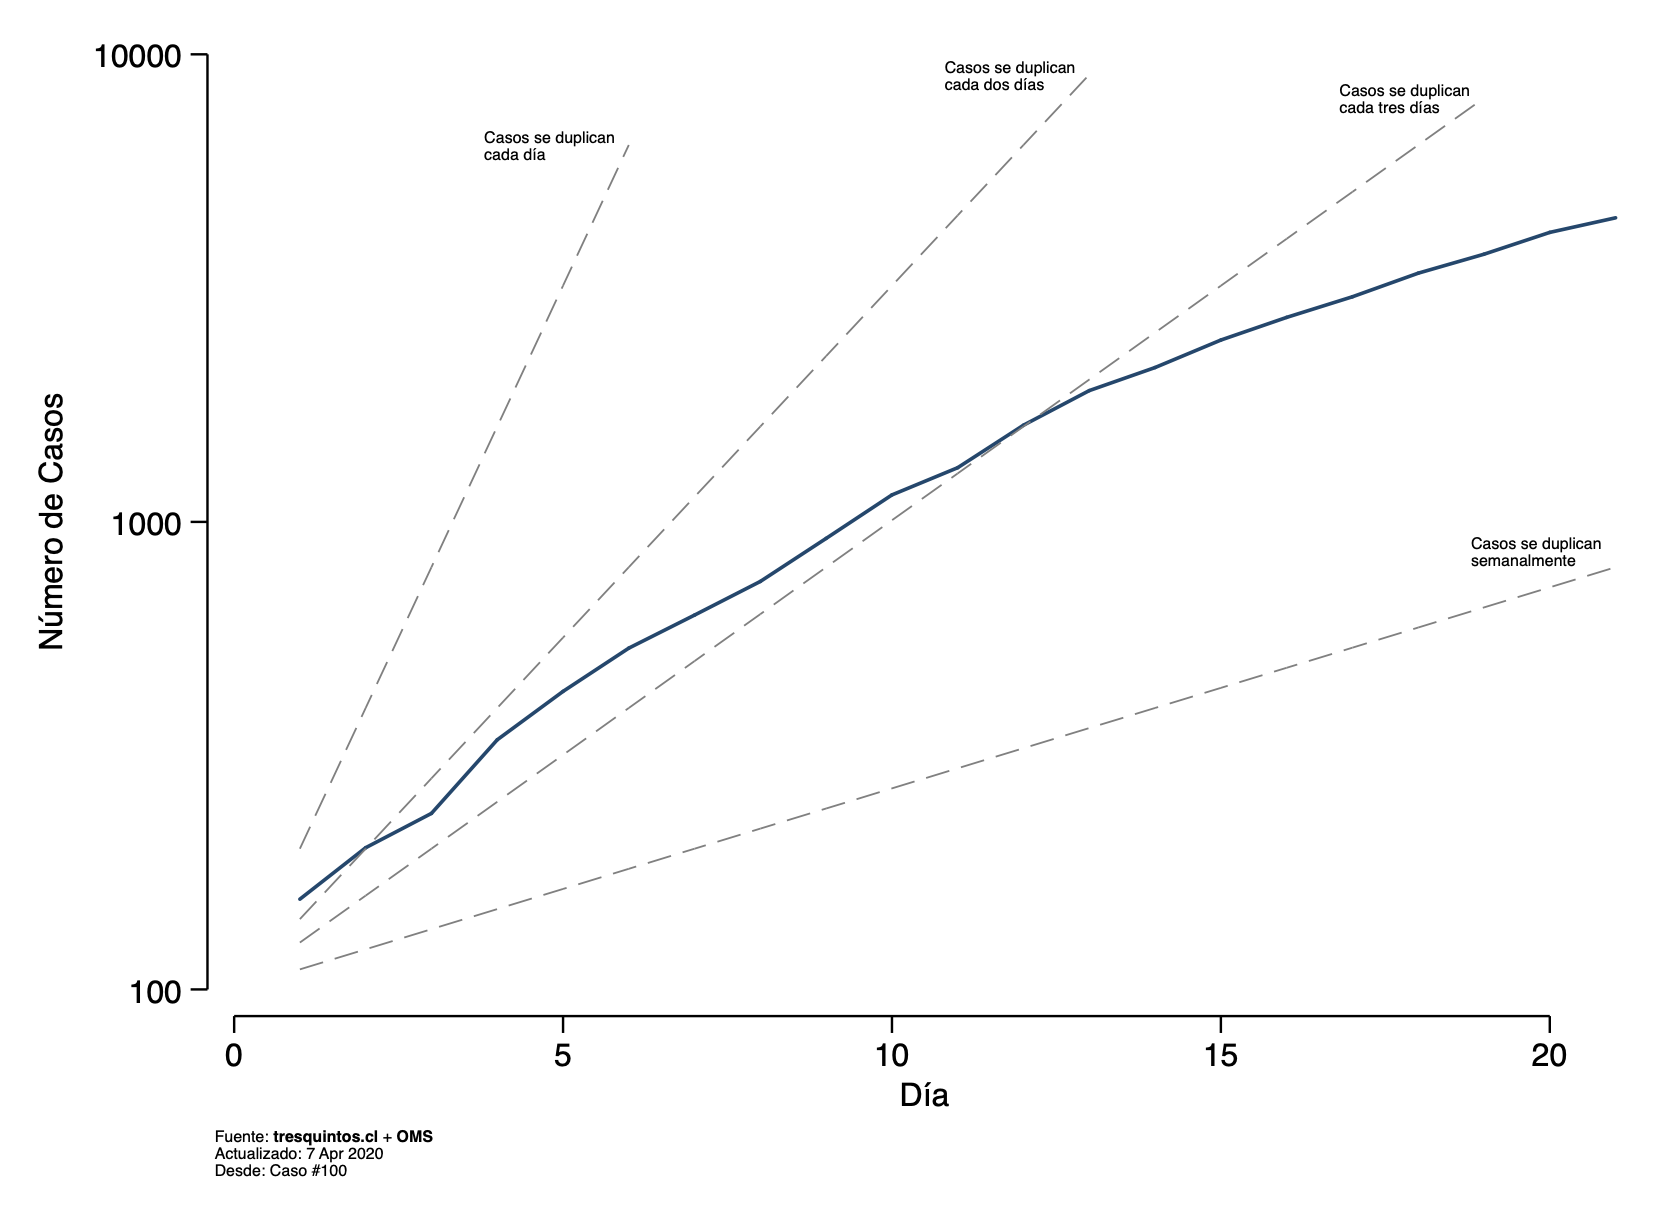 10000
Casos se duplican
cada dos días
Casos se duplican
cada tres días
Casos se duplican
cada día
Número de Casos
1000
Casos se duplican
semanalmente
100
0 5 10 15 20
Día
Fuente: tresquintos.cl + OMS
Actualizado: 7 Apr 2020
Desde: Caso #100